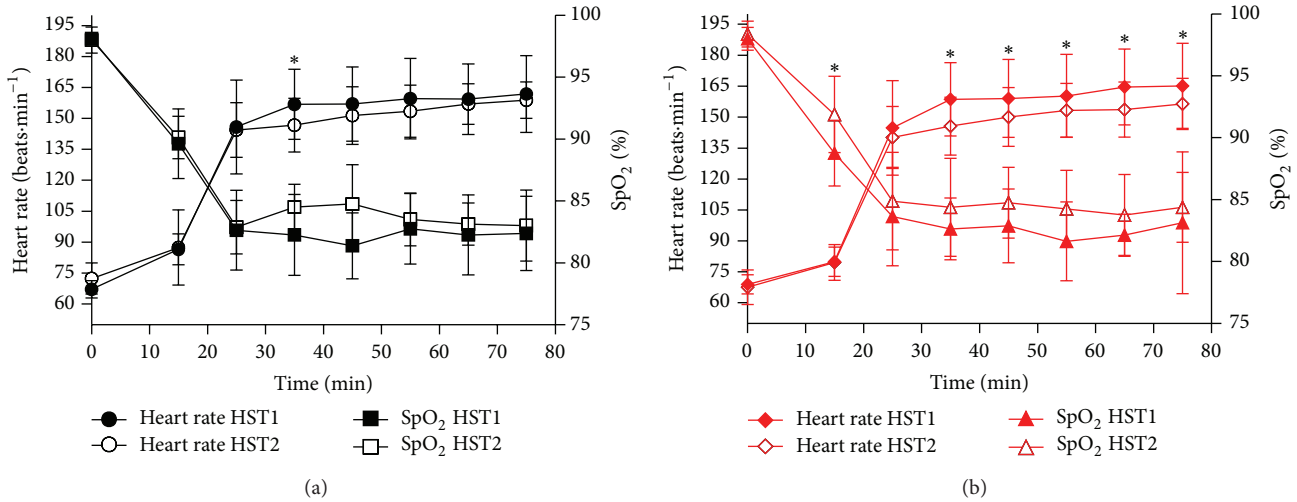 195
180
165
150
135
120
105
90
75
60
Heart rate (beats·min−1)
100
95
90
85
80
75
SpO2 (%)
*
0 10 20 30 40 50 60 70 80
Time (min)
Heart rate HST1
Heart rate HST2
SpO2 HST1
SpO2 HST2
(a)
195
180
165
150
135
120
105
90
75
60
Heart rate (beats·min−1)
100
95
90
85
80
75
SpO2 (%)
* * * * * *
0 10 20 30 40 50 60 70 80
Time (min)
Heart rate HST1
Heart rate HST2
SpO2 HST1
SpO2 HST2
(b)